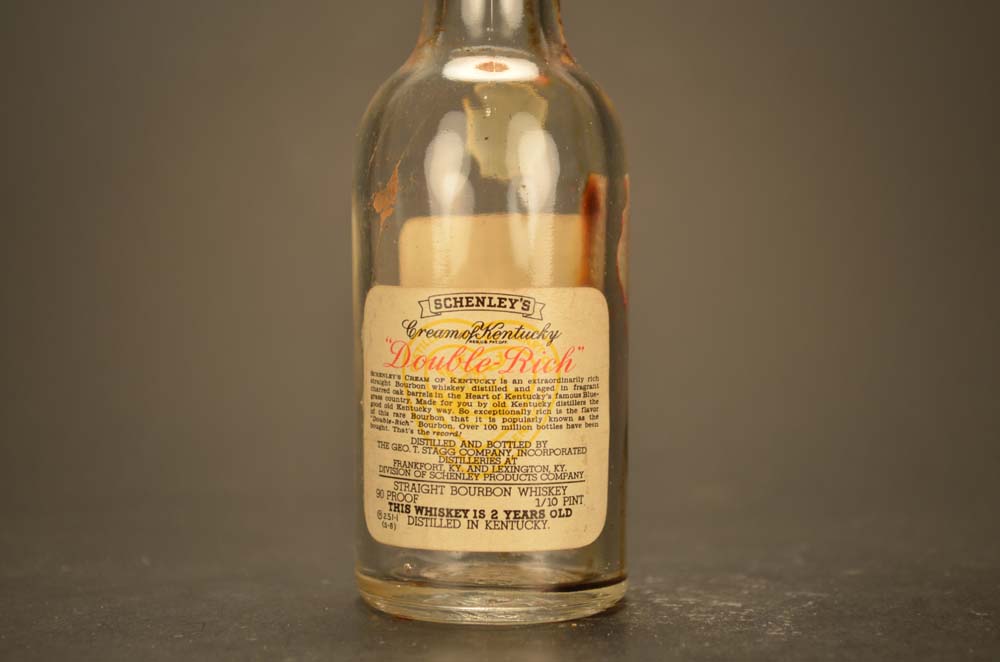 SCHENLEY'S
Cream of Kentucky
REG. U.S. PAT. OFF.
"Double-Rich"
SCHENLEY'S CREAM OF KENTUCKY is an extraordinarily rich
straight Bourbon whiskey distilled and aged in fragrant
charred oak barrels in the Heart of Kentucky's famous Blue-
grass country. Made for you by old Kentucky distillers the
good old Kentucky way. So exceptionally rich is the flavor
of this rare Bourbon that it is popularly known as the
"Double-Rich" Bourbon. Over 100 million bottles have been
bought. That's the record!
DISTILLED AND BOTTLED BY
THE GEO. T. STAGG COMPANY, INCORPORATED
DISTILLERIES AT
FRANKFORT, KY. AND LEXINGTON, KY.
DIVISION OF SCHENLEY PRODUCTS COMPANY
STRAIGHT BOURBON WHISKEY
90 PROOF 1/10 PINT
THIS WHISKEY IS 2 YEARS OLD
251-1
(S-8) DISTILLED IN KENTUCKY.